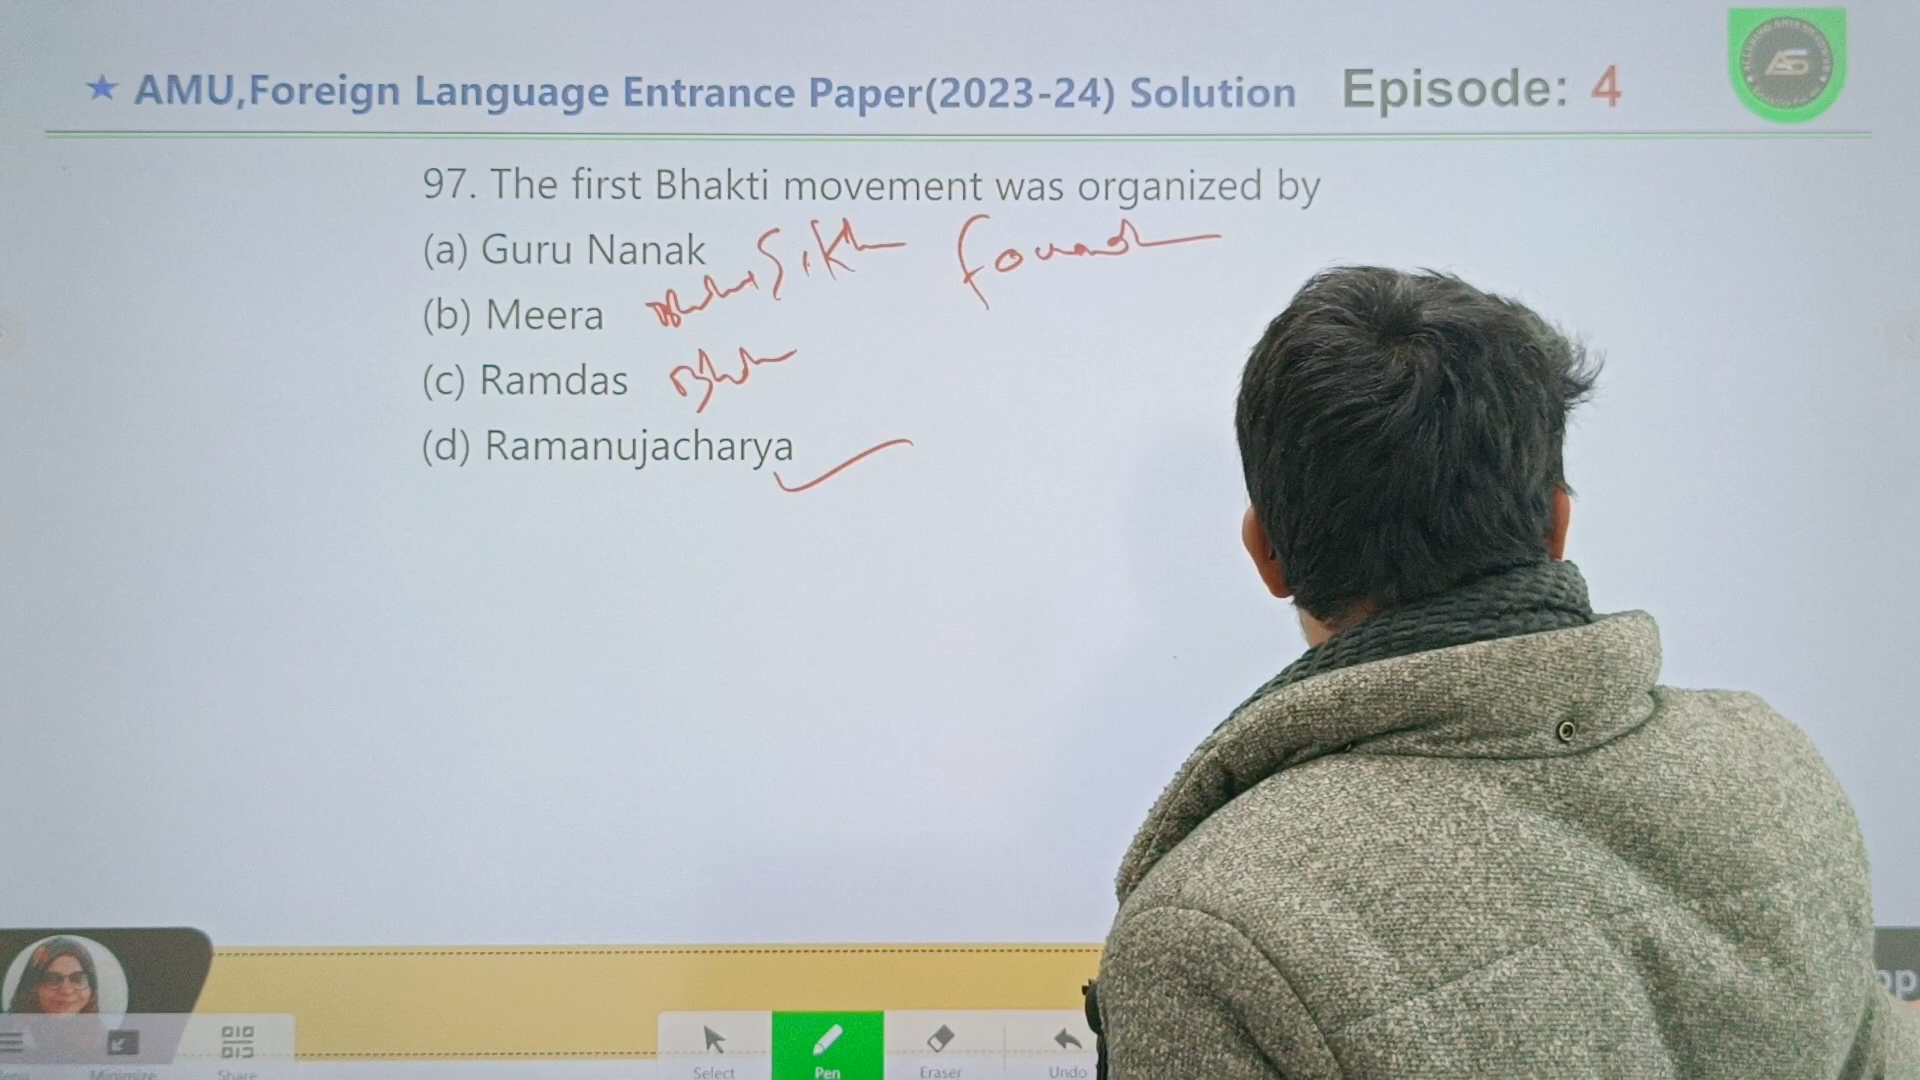 ★ AMU,Foreign Language Entrance Paper(2023-24) Solution Episode: 4
AS
97. The first Bhakti movement was organized by
(a) Guru Nanak Sikh
(b) Meera
(c) Ramdas
(d) Ramanujacharya
Minimize
Share
Select
Pen
Eraser
Undo